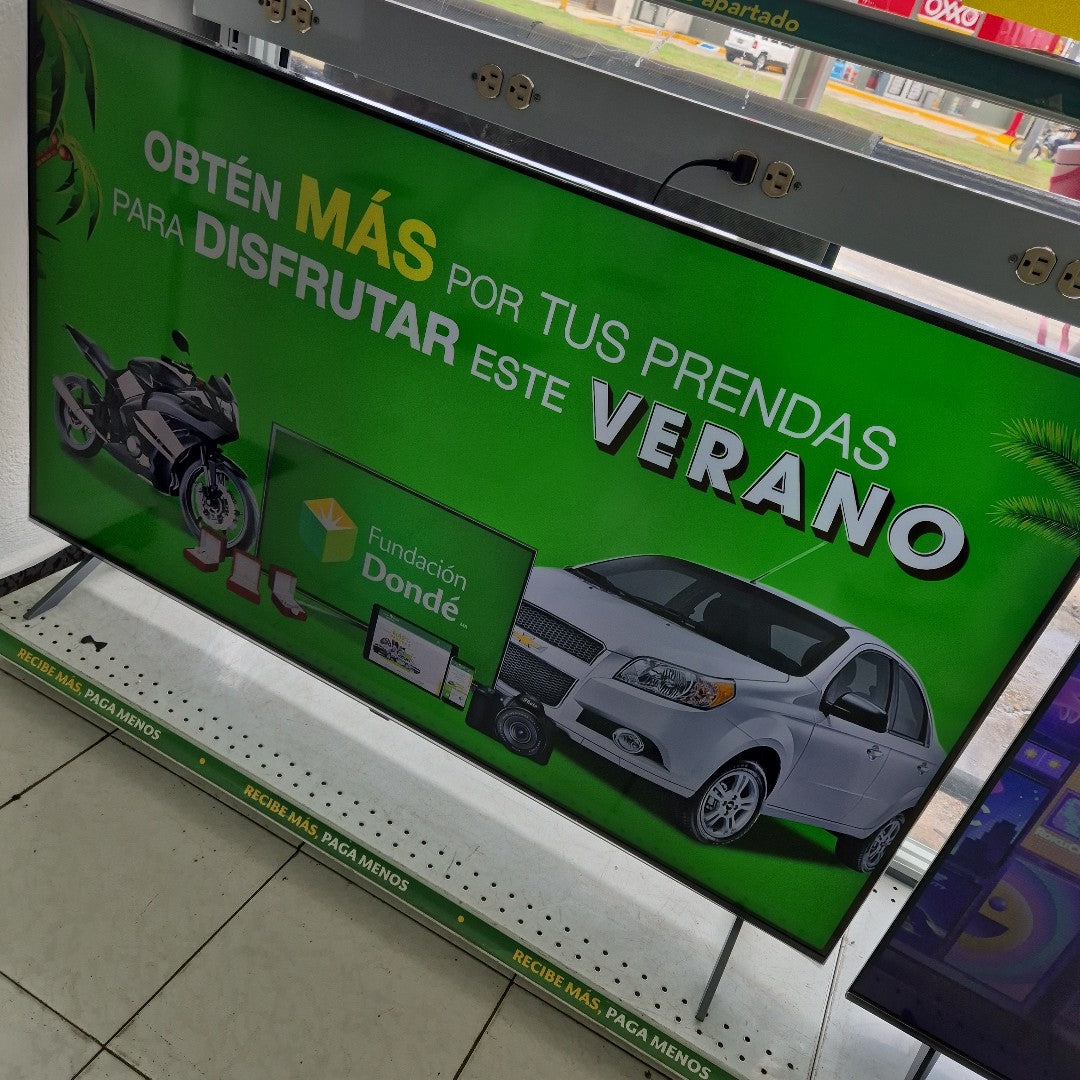 apartado
OXXO
OBTÉN MÁS POR TUS PRENDAS
PARA DISFRUTAR ESTE VERANO
Fundación
Dondé
RECIBE MÁS, PAGA MENOS • RECIBE MÁS, PAGA MENOS • RECIBE MÁS, PAGA MENOS